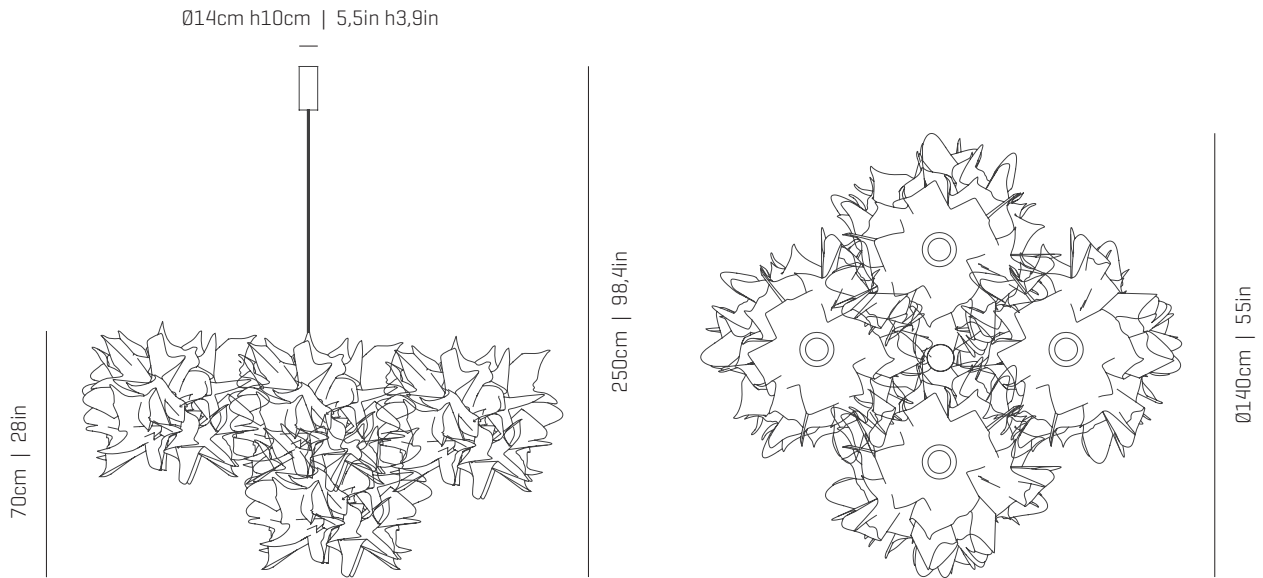 Ø14cm h10cm | 5,5in h3,9in
70cm | 28in
250cm | 98,4in
Ø140cm | 55in